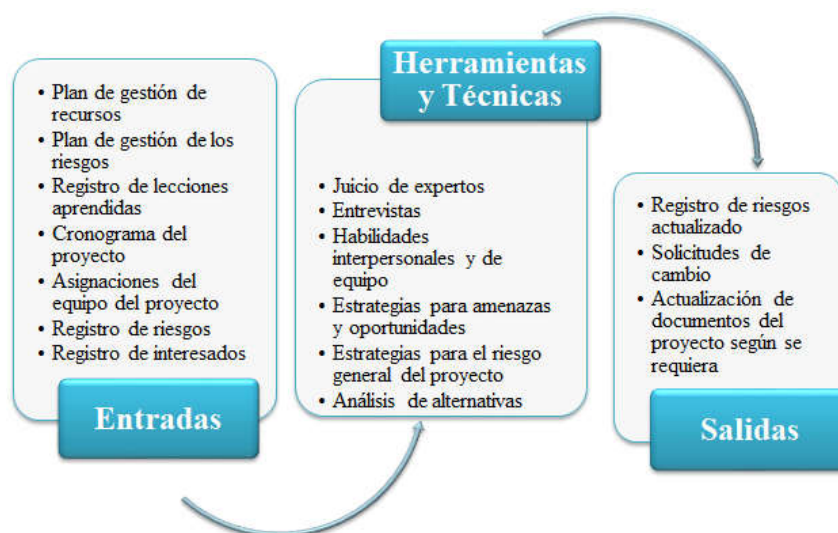 • Plan de gestión de
recursos
• Plan de gestión de los
riesgos
• Registro de lecciones
aprendidas
• Cronograma del
proyecto
• Asignaciones del
equipo del proyecto
• Registro de riesgos
• Registro de interesados
Entradas
Herramientas
y Técnicas
• Juicio de expertos
• Entrevistas
• Habilidades
interpersonales y de
equipo
• Estrategias para amenazas
y oportunidades
• Estrategias para el riesgo
general del proyecto
• Análisis de alternativas
• Registro de riesgos
actualizado
• Solicitudes de
cambio
• Actualización de
documentos del
proyecto según se
requiera
Salidas